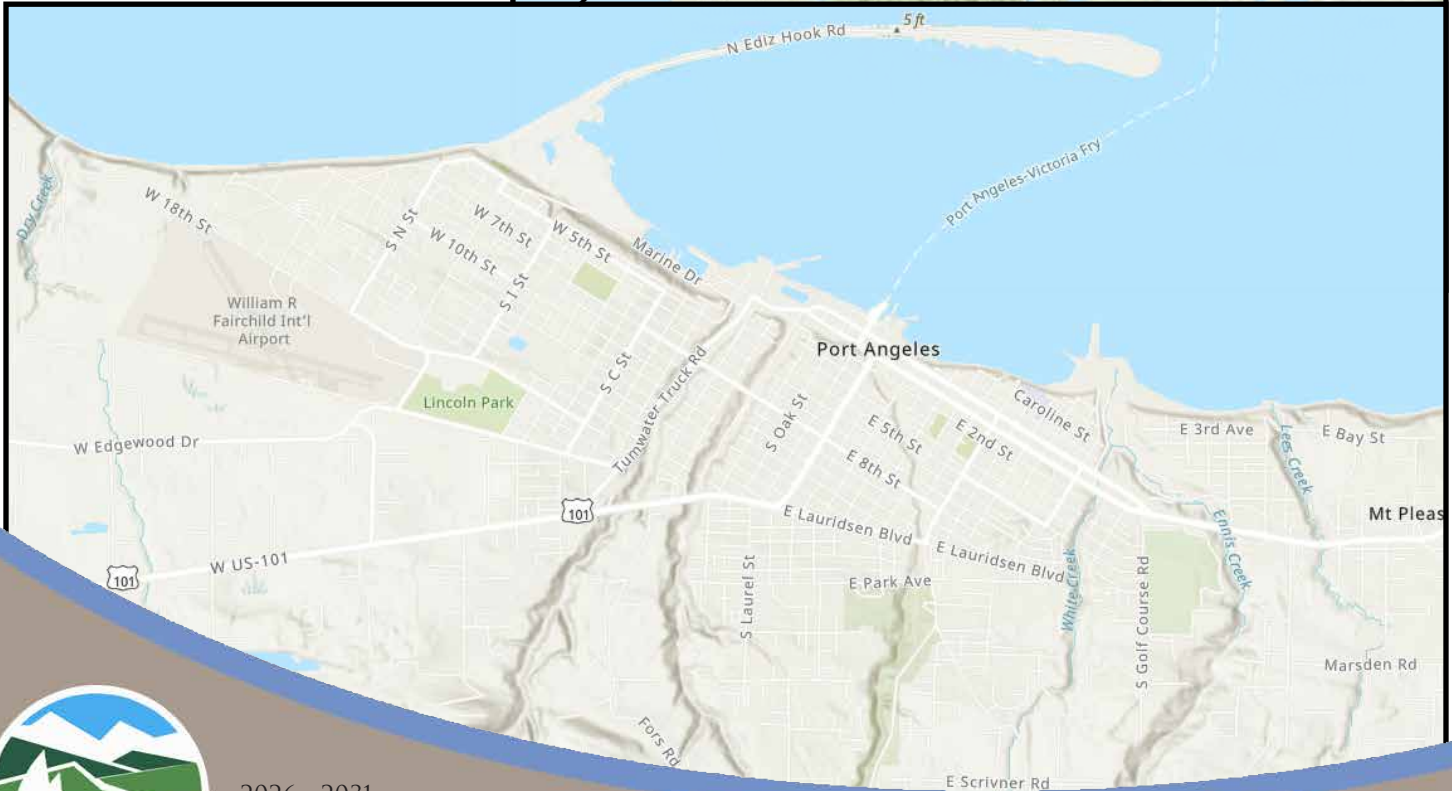 5 ft
N Ediz Hook Rd
Port Angeles-Victoria Fry
Dry Creek
W 18th St
S N St
W 7th St
W 5th St
W 10th St
Marine Dr
S I St
William R
Fairchild Int'l
Airport
Port Angeles
S C St
Tumwater Truck Rd
Lincoln Park
S Oak St
Caroline St
E 5th St
E 2nd St
E 3rd Ave
E Bay St
Lees Creek
W Edgewood Dr
E 8th St
101
E Lauridsen Blvd
Mt Pleas
Ennis Creek
E Lauridsen Blvd
W US-101
101
E Park Ave
S Laurel St
White Creek
S Golf Course Rd
Marsden Rd
Fors Rd
E Scrivner Rd
2026 - 2031